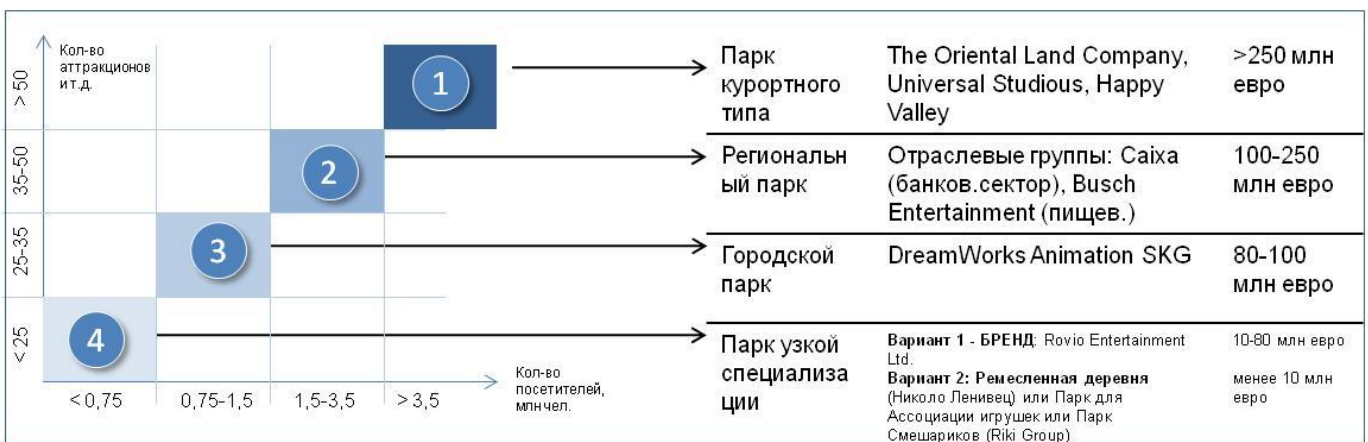 Кол-во
аттракционов
и т.д.
> 50
35-50
25-35
< 25
1
2
3
4
< 0,75
0,75-1,5
1,5-3,5
> 3,5
Кол-во
посетителей,
млн чел.
Парк
курортного
типа
The Oriental Land Company,
Universal Studious, Happy
Valley
>250 млн
евро
Региональн
ый парк
Отраслевые группы: Caixa
(банков.сектор), Busch
Entertainment (пищев.)
100-250
млн евро
Городской
парк
DreamWorks Animation SKG
80-100
млн евро
Парк узкой
специализа
ции
Вариант 1 - БРЕНД: Rovio Entertainment
Ltd.
Вариант 2: Ремесленная деревня
(Николо Ленивец) или Парк для
Ассоциации игрушек или Парк
Смешариков (Riki Group)
10-80 млн евро
менее 10 млн
евро